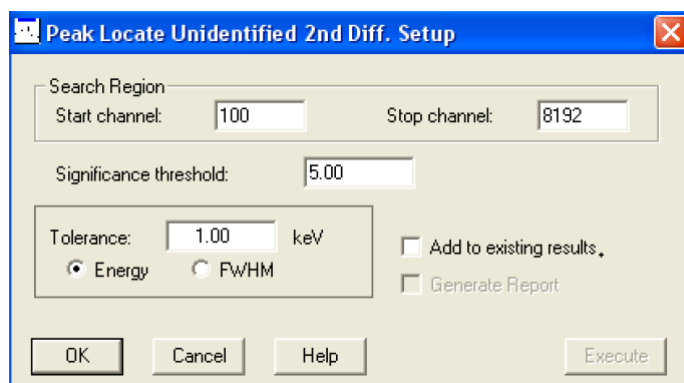 Peak Locate Unidentified 2nd Diff. Setup
Search Region
Start channel: 100 Stop channel: 8192
Significance threshold: 5.00
Tolerance: 1.00 keV
Add to existing results.
Energy FWHM
Generate Report
OK Cancel Help Execute